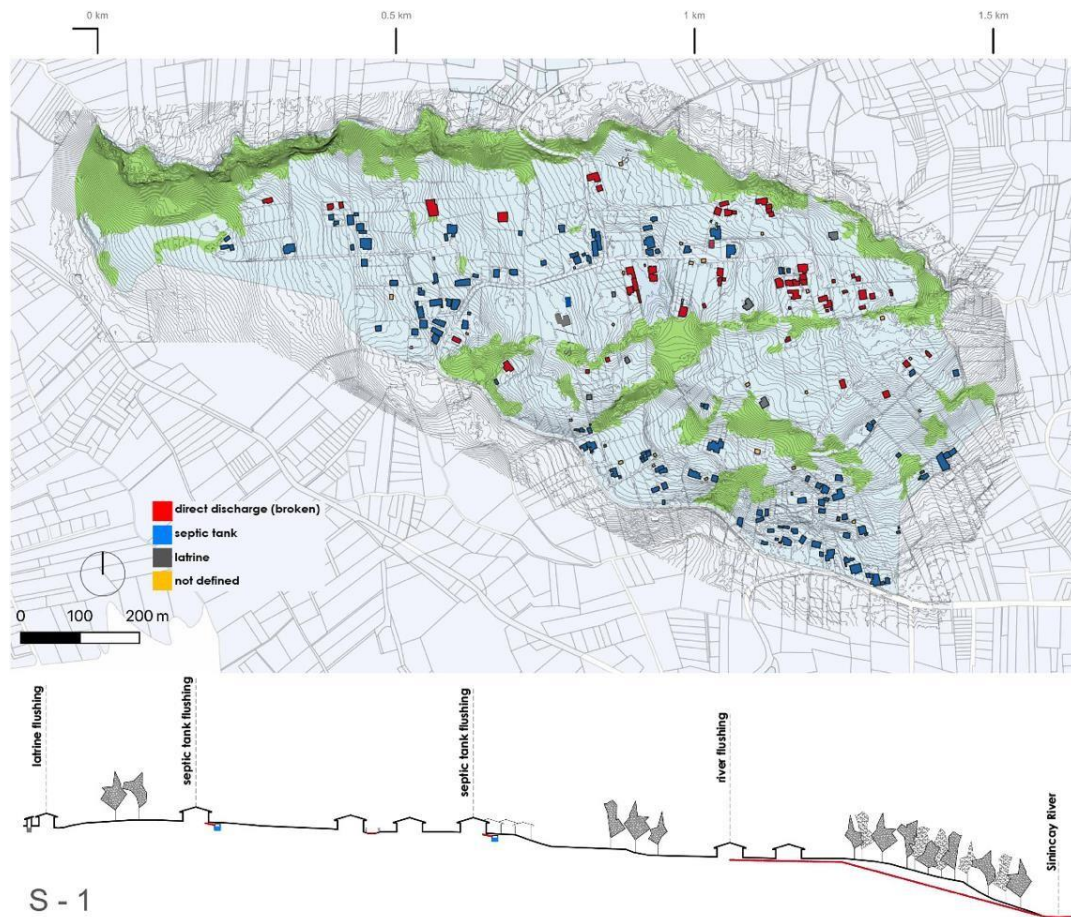 0 km
0.5 km
1 km
1.5 km
direct discharge (broken)
septic tank
latrine
not defined
0 100 200 m
latrine flushing
septic tank flushing
septic tank flushing
river flushing
Sinincay River
S - 1